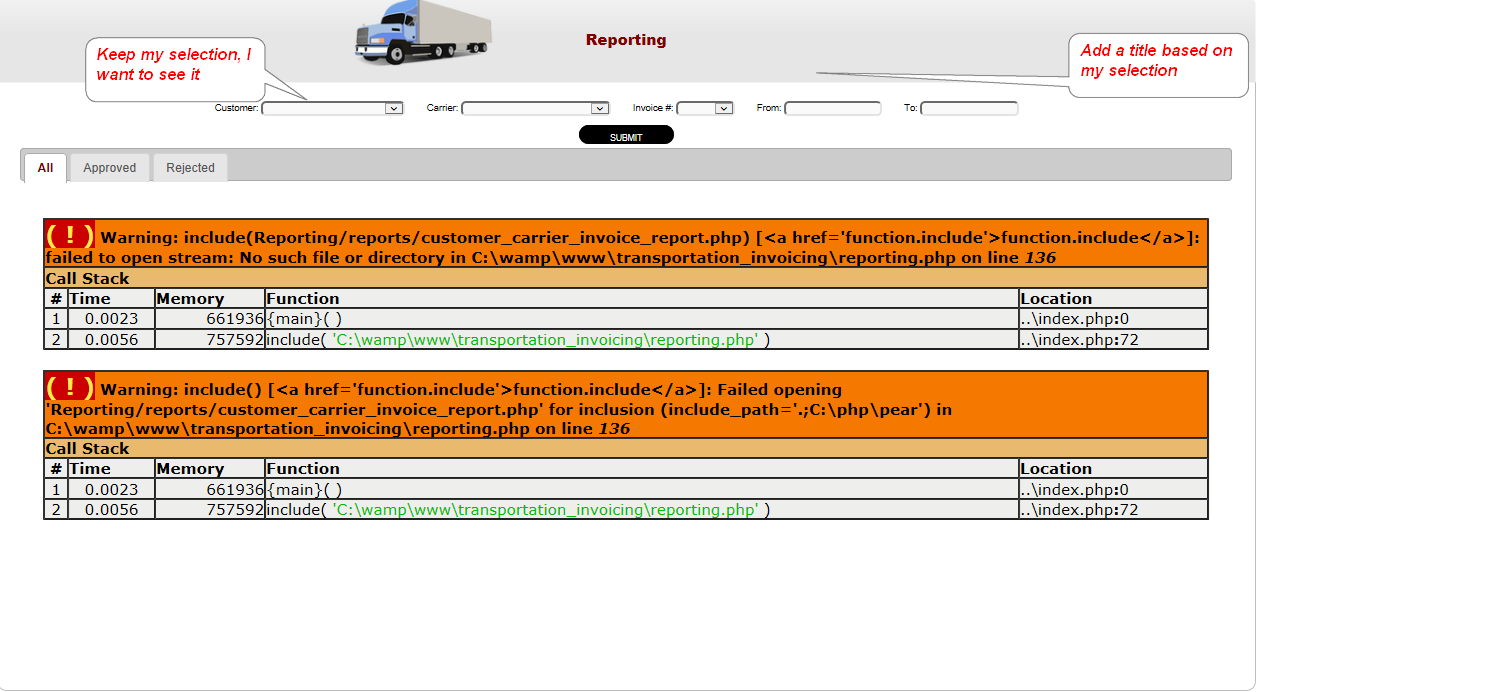 Reporting
Keep my selection, I
want to see it
Add a title based on
my selection
Customer: Carrier: Invoice #: From: To:
SUBMIT
All Approved Rejected
( ! ) Warning: include(Reporting/reports/customer_carrier_invoice_report.php) [<a href='function.include'>function.include</a>]:
failed to open stream: No such file or directory in C:\wamp\www\transportation_invoicing\reporting.php on line 136
Call Stack
# Time Memory Function Location
1 0.0023 661936 {main}( ) ..\index.php:0
2 0.0056 757592 include( 'C:\wamp\www\transportation_invoicing\reporting.php' ) ..\index.php:72
( ! ) Warning: include() [<a href='function.include'>function.include</a>]: Failed opening
'Reporting/reports/customer_carrier_invoice_report.php' for inclusion (include_path='.;C:\php\pear') in
C:\wamp\www\transportation_invoicing\reporting.php on line 136
Call Stack
# Time Memory Function Location
1 0.0023 661936 {main}( ) ..\index.php:0
2 0.0056 757592 include( 'C:\wamp\www\transportation_invoicing\reporting.php' ) ..\index.php:72